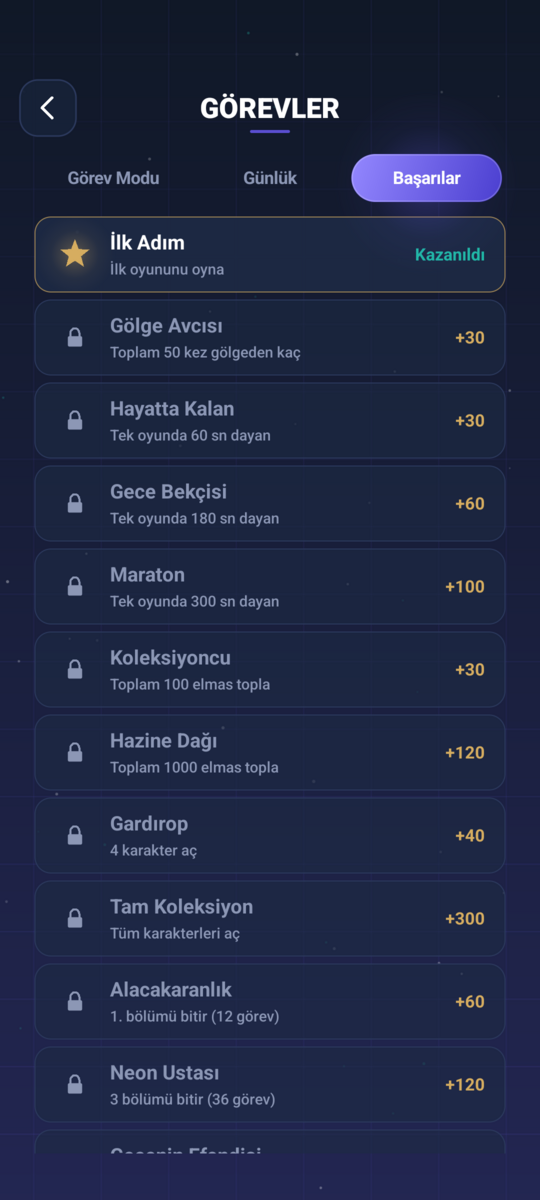 GÖREVLER
Görev Modu
Günlük
Başarılar
İlk Adım
İlk oyununu oyna
Kazanıldı
Gölge Avcısı
Toplam 50 kez gölgeden kaç
+30
Hayatta Kalan
Tek oyunda 60 sn dayan
+30
Gece Bekçisi
Tek oyunda 180 sn dayan
+60
Maraton
Tek oyunda 300 sn dayan
+100
Koleksiyoncu
Toplam 100 elmas topla
+30
Hazine Dağı
Toplam 1000 elmas topla
+120
Gardırop
4 karakter aç
+40
Tam Koleksiyon
Tüm karakterleri aç
+300
Alacakaranlık
1. bölümü bitir (12 görev)
+60
Neon Ustası
3 bölümü bitir (36 görev)
+120